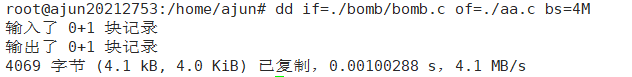 root@ajun20212753:/home/ajun# dd if=./bomb/bomb.c of=./aa.c bs=4M
输入了 0+1 块记录
输出了 0+1 块记录
4069 字节 (4.1 kB, 4.0 KiB) 已复制，0.00100288 s，4.1 MB/s